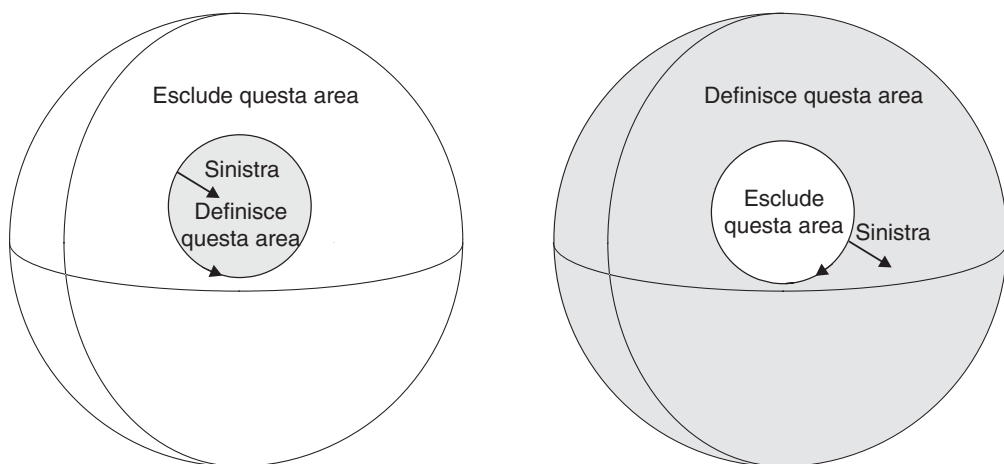 Esclude questa area
Sinistra
Definisce
questa area
Definisce questa area
Esclude
questa area
Sinistra